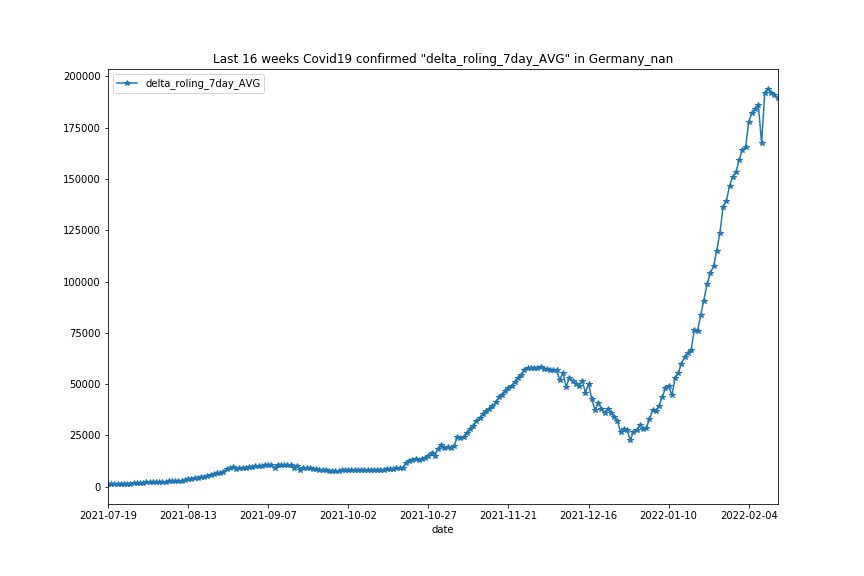 Last 16 weeks Covid19 confirmed "delta_roling_7day_AVG" in Germany_nan
delta_roling_7day_AVG
200000
175000
150000
125000
100000
75000
50000
25000
0
2021-07-19 2021-08-13 2021-09-07 2021-10-02 2021-10-27 2021-11-21 2021-12-16 2022-01-10 2022-02-04
date